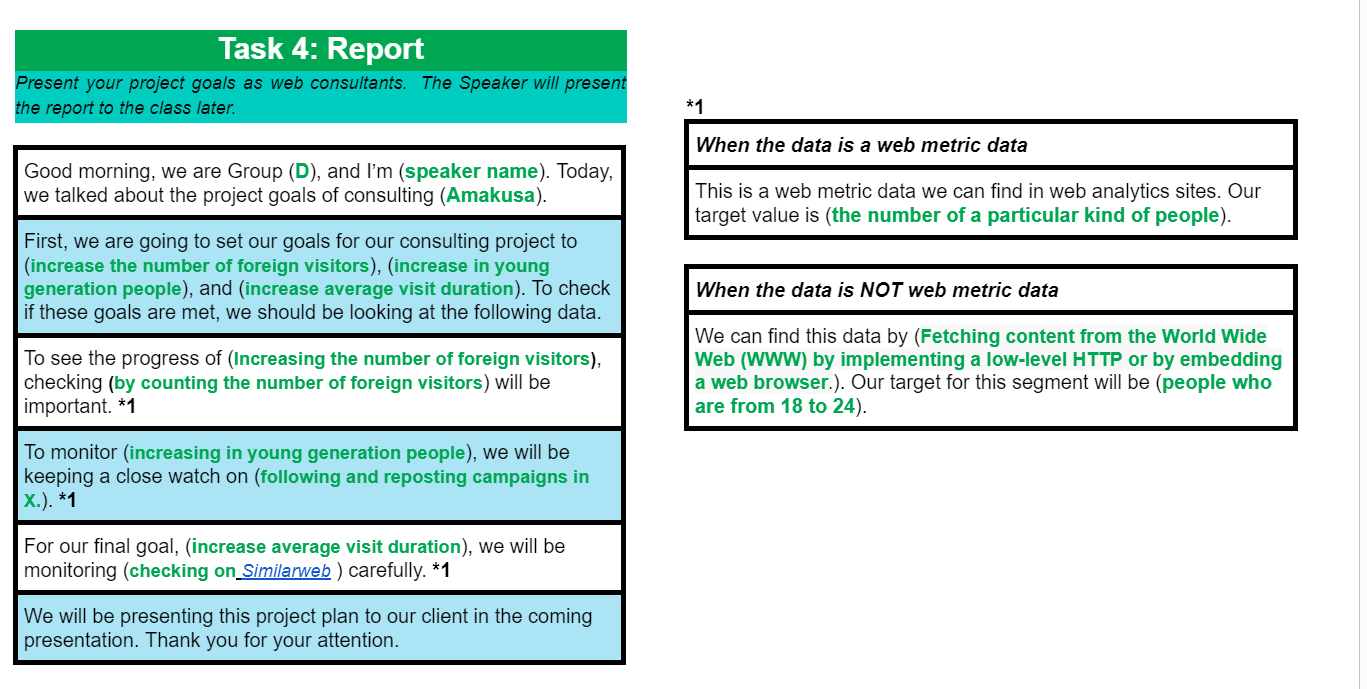 Task 4: Report
Present your project goals as web consultants. The Speaker will present
the report to the class later.
Good morning, we are Group (D), and I’m (speaker name). Today,
we talked about the project goals of consulting (Amakusa).
First, we are going to set our goals for our consulting project to
(increase the number of foreign visitors), (increase in young
generation people), and (increase average visit duration). To check
if these goals are met, we should be looking at the following data.
To see the progress of (Increasing the number of foreign visitors),
checking (by counting the number of foreign visitors) will be
important. *1
To monitor (increasing in young generation people), we will be
keeping a close watch on (following and reposting campaigns in
X.). *1
For our final goal, (increase average visit duration), we will be
monitoring (checking on Similarweb ) carefully. *1
We will be presenting this project plan to our client in the coming
presentation. Thank you for your attention.
*1
When the data is a web metric data
This is a web metric data we can find in web analytics sites. Our
target value is (the number of a particular kind of people).
When the data is NOT web metric data
We can find this data by (Fetching content from the World Wide
Web (WWW) by implementing a low-level HTTP or by embedding
a web browser.). Our target for this segment will be (people who
are from 18 to 24).